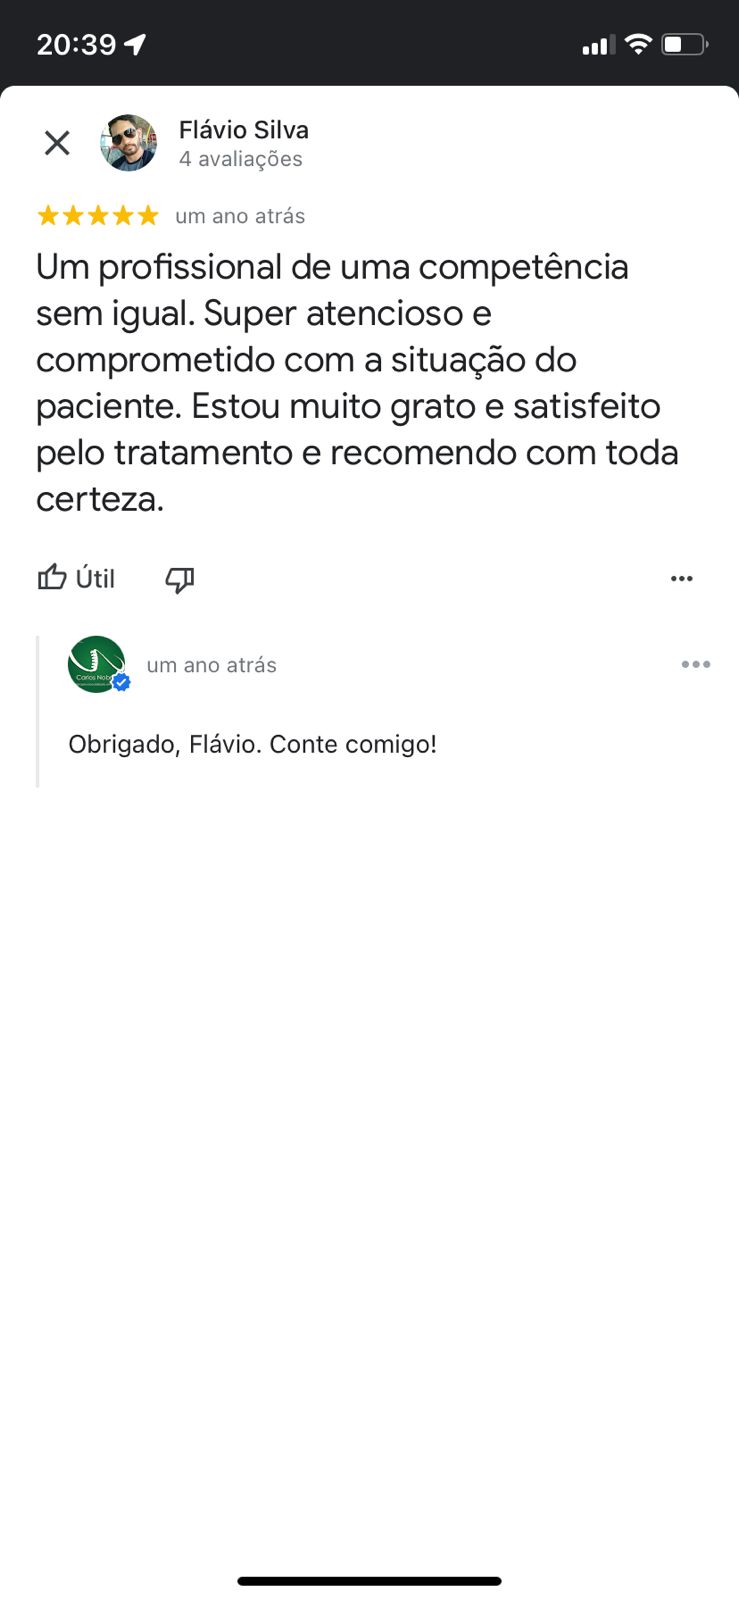 20:39
Flávio Silva
4 avaliações
um ano atrás
Um profissional de uma competência
sem igual. Super atencioso e
comprometido com a situação do
paciente. Estou muito grato e satisfeito
pelo tratamento e recomendo com toda
certeza.
Útil
um ano atrás
Carlos
Obrigado, Flávio. Conte comigo!